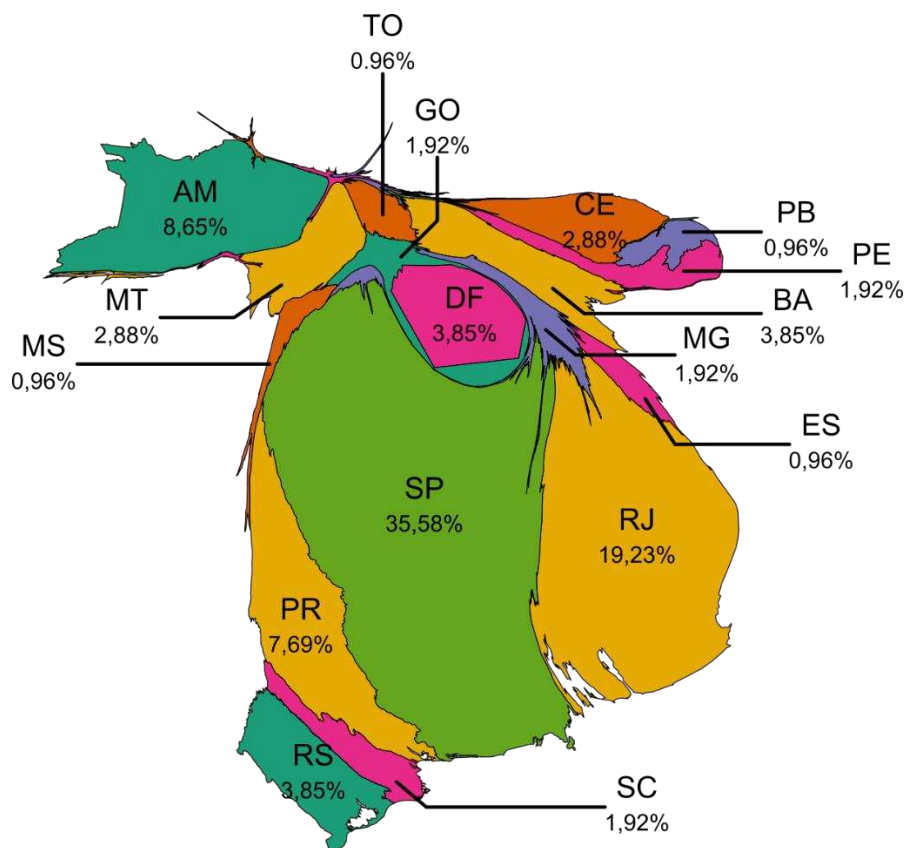 TO
0.96%
GO
1,92%
AM
8,65%
CE
2,88%
PB
0,96%
PE
1,92%
MT
2,88%
DF
3,85%
BA
3,85%
MS
0,96%
MG
1,92%
ES
0,96%
SP
35,58%
RJ
19,23%
PR
7,69%
RS
3,85%
SC
1,92%